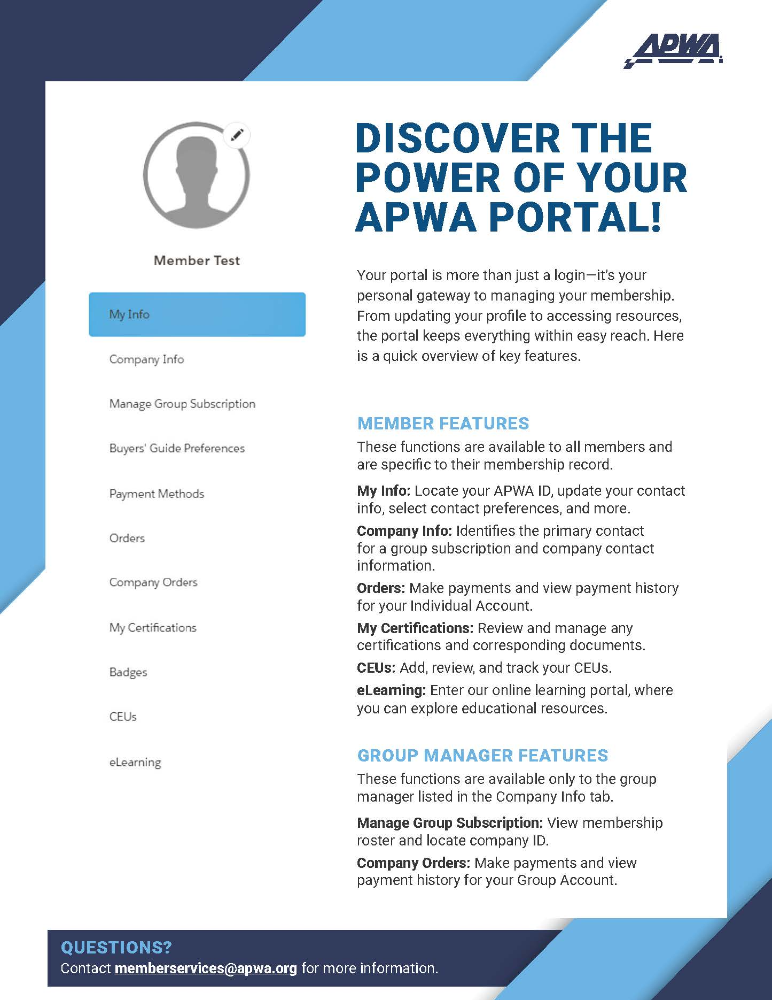 APWA
Member Test
My Info
Company Info
Manage Group Subscription
Buyers' Guide Preferences
Payment Methods
Orders
Company Orders
My Certifications
Badges
CEUs
eLearning
DISCOVER THE
POWER OF YOUR
APWA PORTAL!
Your portal is more than just a login—it's your
personal gateway to managing your membership.
From updating your profile to accessing resources,
the portal keeps everything within easy reach. Here
is a quick overview of key features.
MEMBER FEATURES
These functions are available to all members and
are specific to their membership record.
My Info: Locate your APWA ID, update your contact
info, select contact preferences, and more.
Company Info: Identifies the primary contact
for a group subscription and company contact
information.
Orders: Make payments and view payment history
for your Individual Account.
My Certifications: Review and manage any
certifications and corresponding documents.
CEUs: Add, review, and track your CEUs.
eLearning: Enter our online learning portal, where
you can explore educational resources.
GROUP MANAGER FEATURES
These functions are available only to the group
manager listed in the Company Info tab.
Manage Group Subscription: View membership
roster and locate company ID.
Company Orders: Make payments and view
payment history for your Group Account.
QUESTIONS?
Contact memberservices@apwa.org for more information.